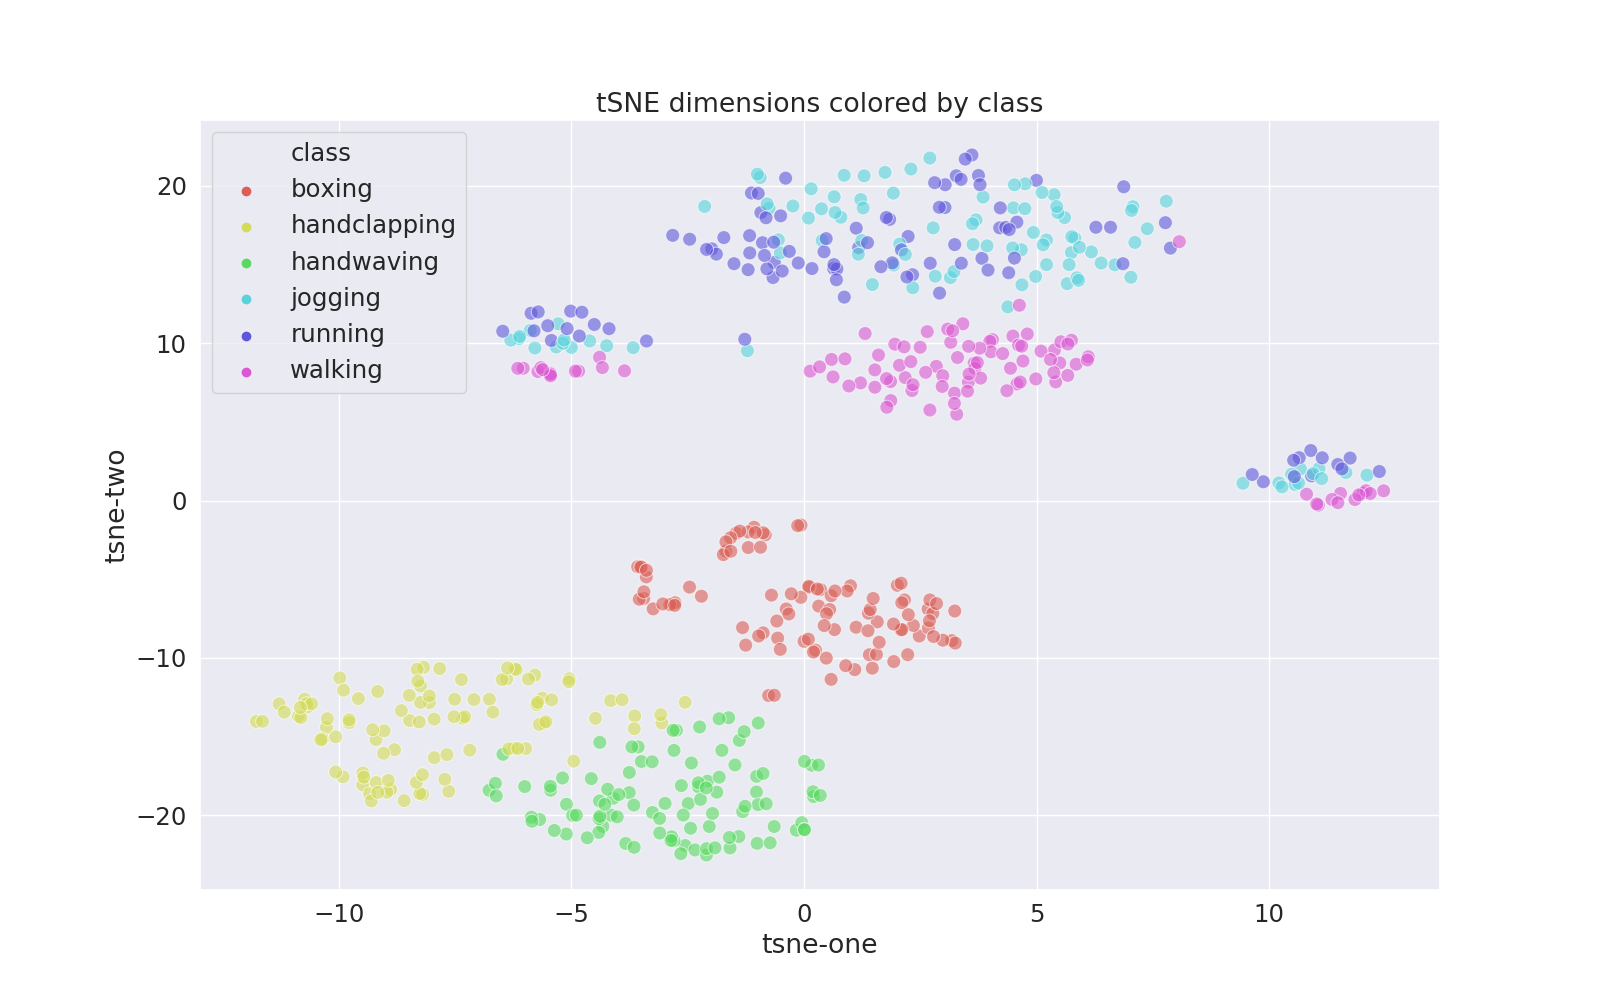 tSNE dimensions colored by class
class
boxing
handclapping
handwaving
jogging
running
walking
20
10
0
−10
−20
tsne-two
−10
−5
0
5
10
tsne-one